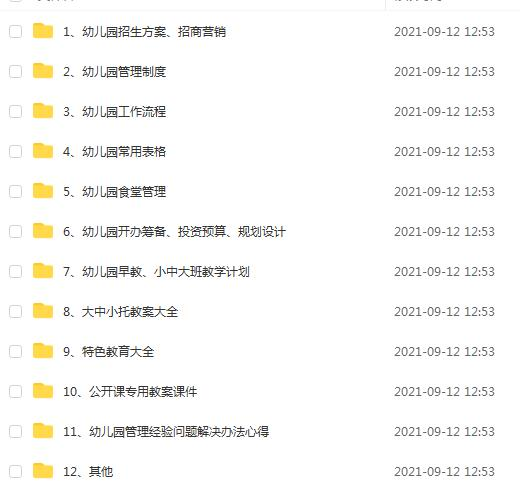 1、幼儿园招生方案、招商营销 2021-09-12 12:53
2、幼儿园管理制度 2021-09-12 12:53
3、幼儿园工作流程 2021-09-12 12:53
4、幼儿园常用表格 2021-09-12 12:53
5、幼儿园食堂管理 2021-09-12 12:53
6、幼儿园开办筹备、投资预算、规划设计 2021-09-12 12:53
7、幼儿园早教、小中大班教学计划 2021-09-12 12:53
8、大中小托教案大全 2021-09-12 12:53
9、特色教育大全 2021-09-12 12:53
10、公开课专用教案课件 2021-09-12 12:53
11、幼儿园管理经验问题解决办法心得 2021-09-12 12:53
12、其他 2021-09-12 12:53